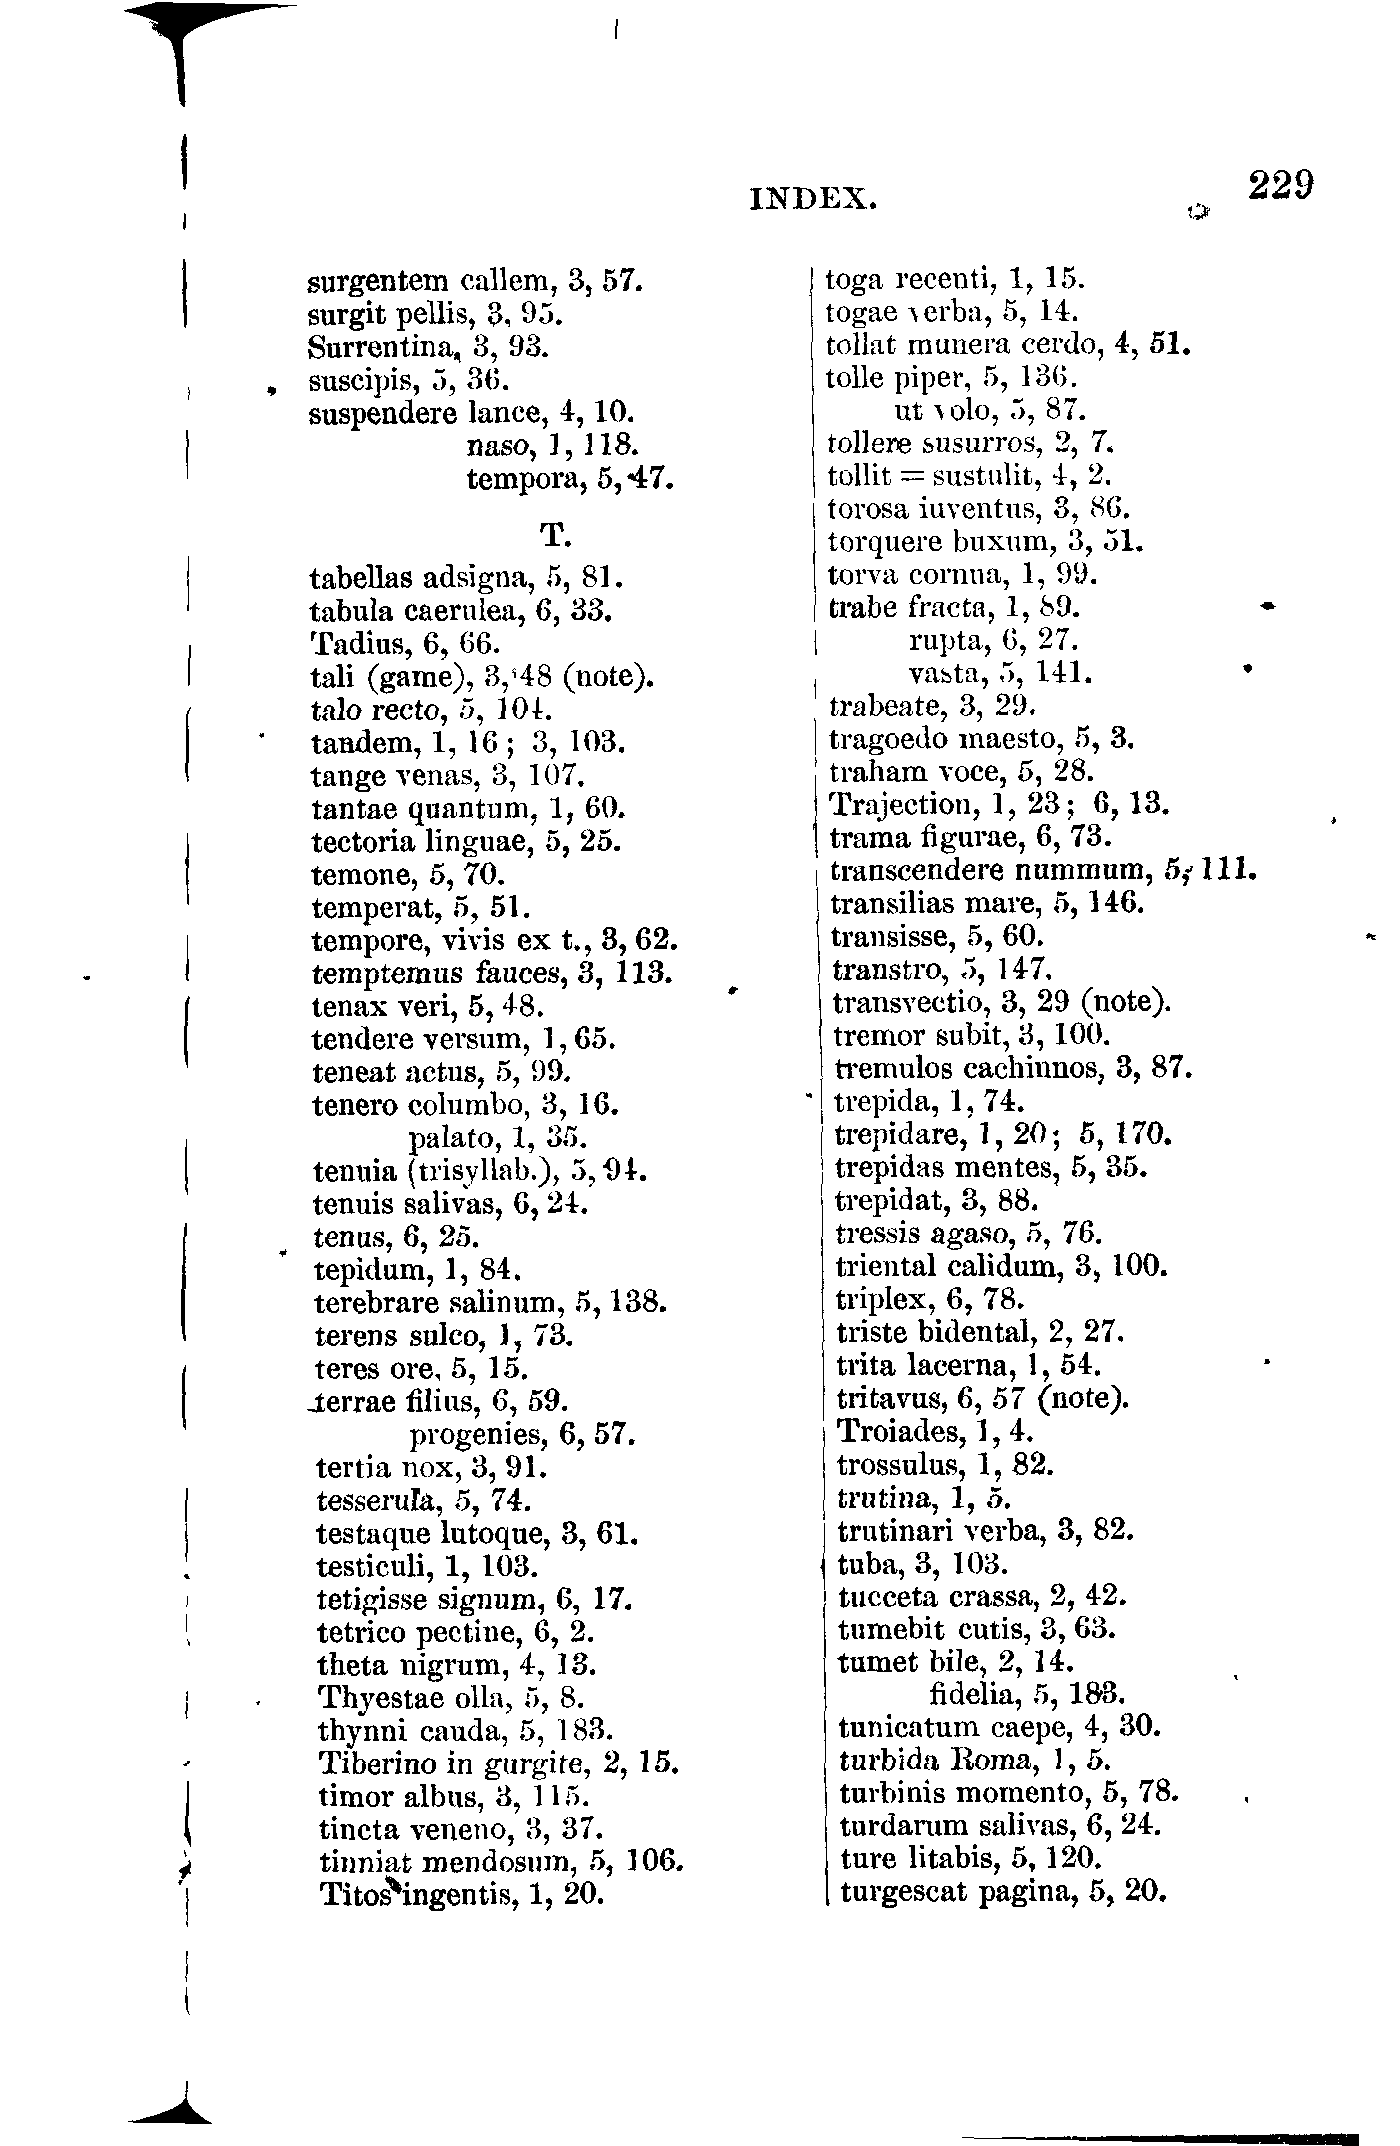 INDEX.
229
surgentem callem, 3, 57.
surgit pellis, 3, 95.
Surrentina, 3, 93.
suscipis, 5, 36.
suspendere lance, 4, 10.
naso, 1, 118.
tempora, 5, 47.
T.
tabellas adsigna, 5, 81.
tabula caerulea, 6, 33.
Tadius, 6, 66.
tali (game), 3, 48 (note).
talo recto, 5, 104.
tandem, 1, 16; 3, 103.
tange venas, 3, 107.
tantae quantum, 1, 60.
tectoria linguae, 5, 25.
temone, 5, 70.
temperat, 5, 51.
tempore, vivis ex t., 3, 62.
temptemus fauces, 3, 113.
tenax veri, 5, 48.
tendere versum, 1, 65.
teneat actus, 5, 99.
tenero columbo, 3, 16.
palato, 1, 35.
tenuia (trisyllab.), 5, 94.
tenuis salivas, 6, 24.
tenus, 6, 25.
tepidum, 1, 84.
terebrare salinum, 5, 138.
terens sulco, 1, 73.
teres ore, 5, 15.
terrae filius, 6, 59.
progenies, 6, 57.
tertia nox, 3, 91.
tesserula, 5, 74.
testaque lutoque, 3, 61.
testiculi, 1, 103.
tetigisse signum, 6, 17.
tetrico pectine, 6, 2.
theta nigrum, 4, 13.
Thyestae olla, 5, 8.
thynni cauda, 5, 183.
Tiberino in gurgite, 2, 15.
timor albus, 3, 115.
tincta veneno, 3, 37.
tinniat mendosum, 5, 106.
Titos ingentis, 1, 20.
toga recenti, 1, 15.
togae verba, 5, 14.
tollat munera cerdo, 4, 51.
tolle piper, 5, 136.
ut volo, 5, 87.
tollere susurros, 2, 7.
tollit = sustulit, 4, 2.
torosa iuventus, 3, 86.
torquere buxum, 3, 51.
torva cornua, 1, 99.
trabe fracta, 1, 89.
rupta, 6, 27.
vasta, 5, 141.
trabeate, 3, 29.
tragoedo maesto, 5, 3.
traham voce, 5, 28.
Trajection, 1, 23; 6, 13.
trama figurae, 6, 73.
transcendere nummum, 5, 111.
transilias mare, 5, 146.
transisse, 5, 60.
transtro, 5, 147.
transvectio, 3, 29 (note).
tremor subit, 3, 100.
tremulos cachinnos, 3, 87.
trepida, 1, 74.
trepidare, 1, 20; 5, 170.
trepidas mentes, 5, 35.
trepidat, 3, 88.
tressis agaso, 5, 76.
triental calidum, 3, 100.
triplex, 6, 78.
triste bidental, 2, 27.
trita lacerna, 1, 54.
tritavus, 6, 57 (note).
Troiades, 1, 4.
trossulus, 1, 82.
trutina, 1, 5.
trutinari verba, 3, 82.
tuba, 3, 103.
tucceta crassa, 2, 42.
tumebit cutis, 3, 63.
tumet bile, 2, 14.
fidelia, 5, 183.
tunicatum caepe, 4, 30.
turbida Roma, 1, 5.
turbinis momento, 5, 78.
turdarum salivas, 6, 24.
ture litabis, 5, 120.
turgescat pagina, 5, 20.